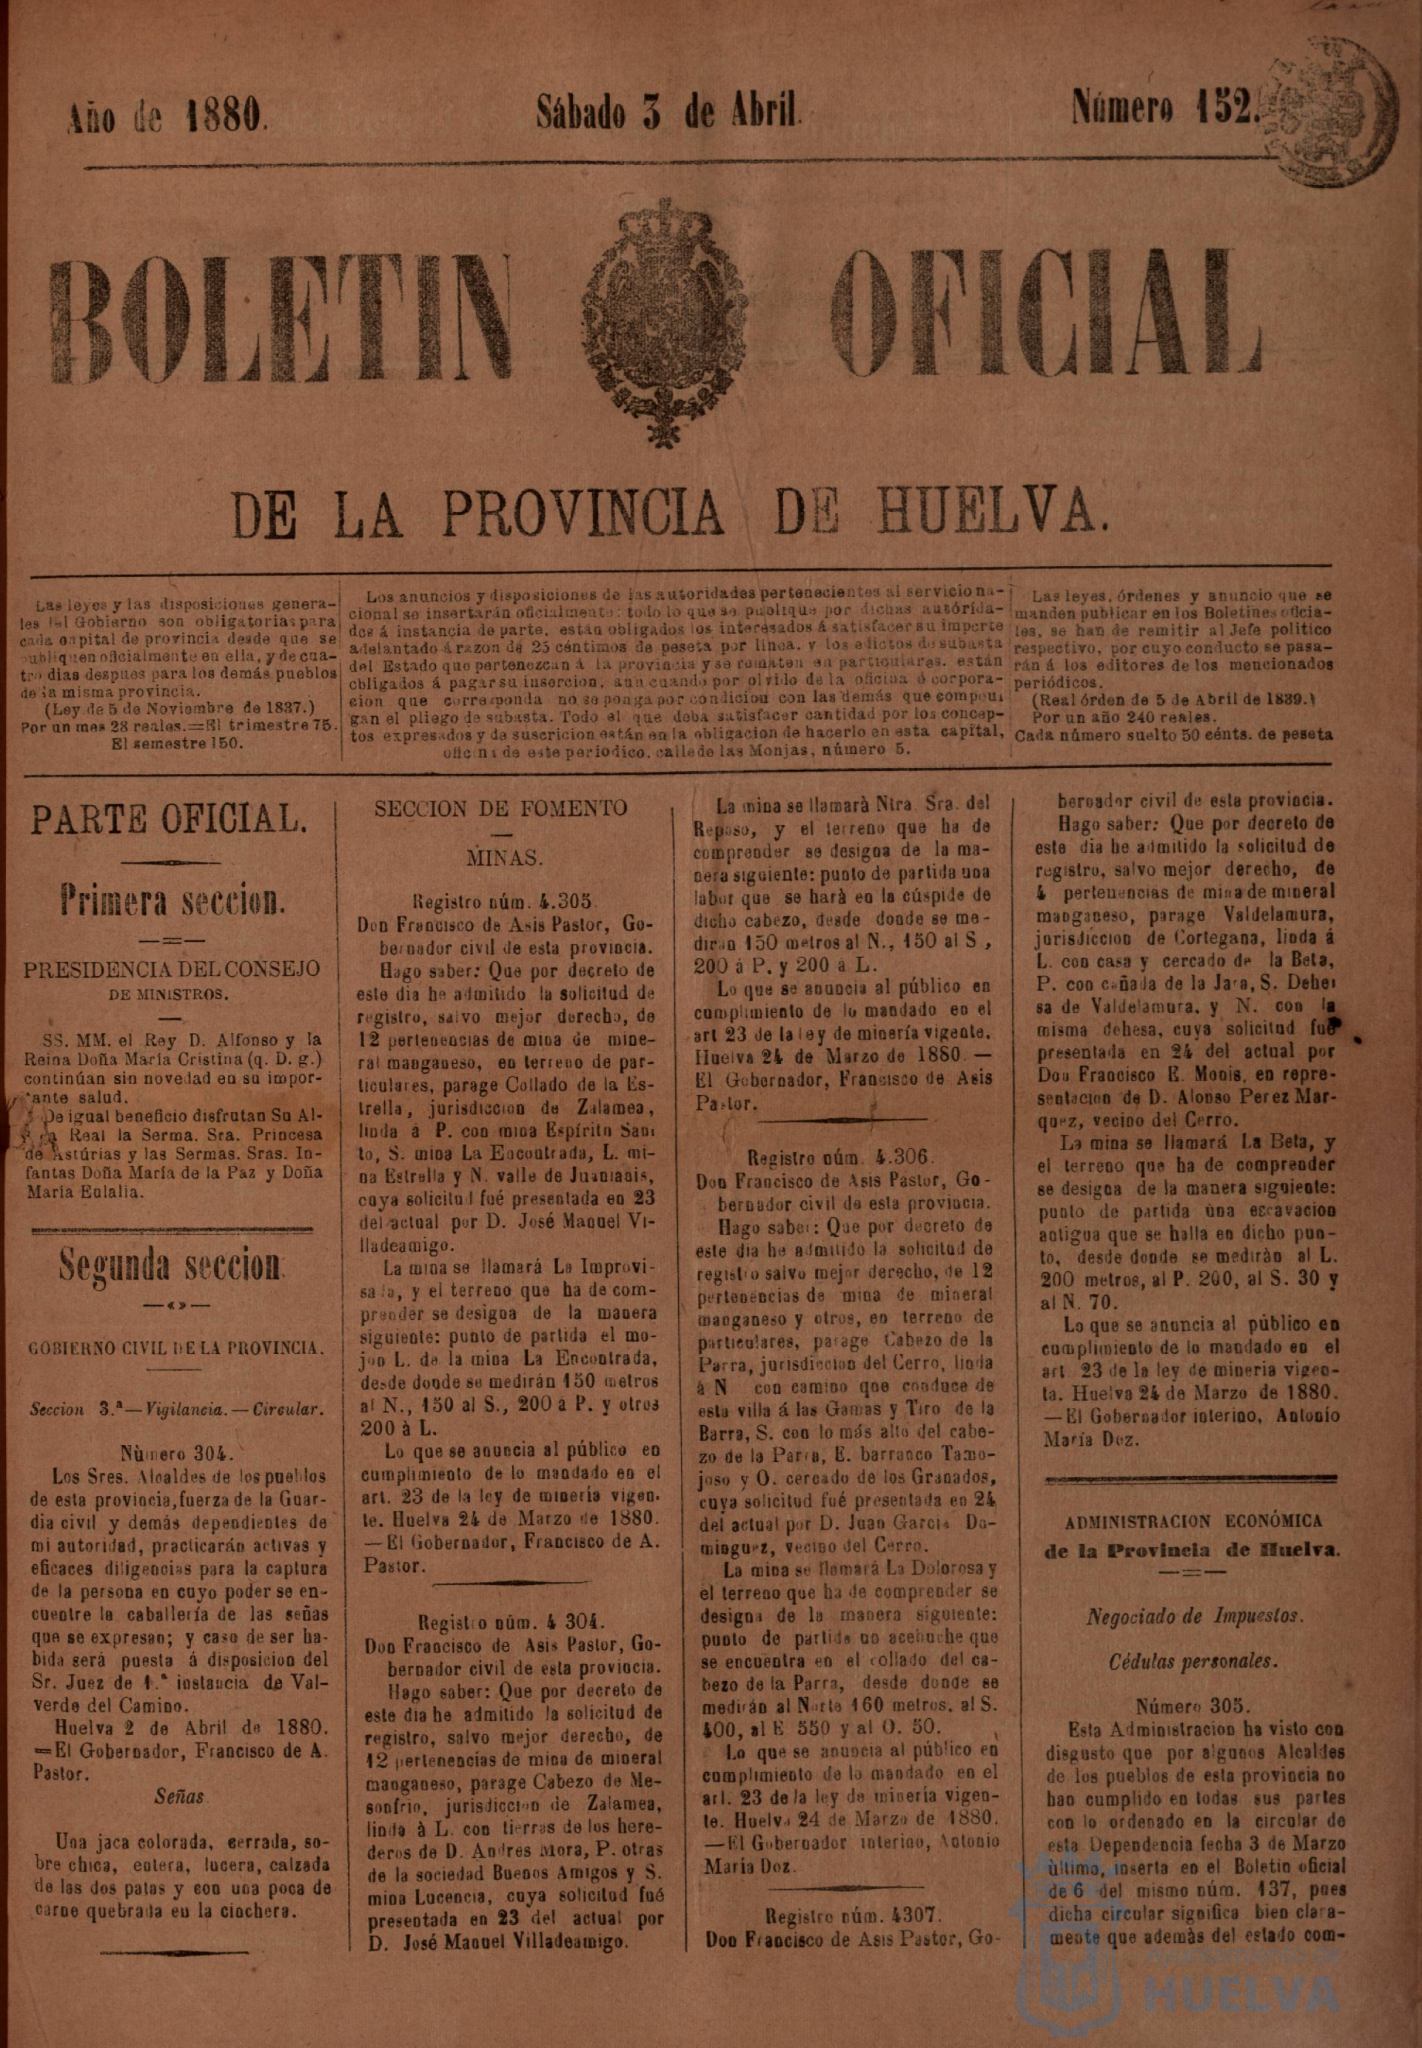 Año de 1880.
Sábado 3 de Abril.
Número 152.
BOLETIN OFICIAL
DE LA PROVINCIA DE HUELVA.
Las leyes y las disposiciones genera-
les del Gobierno son obligatorias para
cada capital de provincia desde que se
publiquen oficialmente en ella, y de cua-
tro dias despues para los demás pueblos
de la misma provincia.
(Ley de 5 de Noviembre de 1837.)
Por un mes 28 reales.=El trimestre 75.
El semestre 150.
Los anuncios y disposiciones de las autoridades pertenecientes al servicio na-
cional se insertarán oficialmente: todo lo que se publique por dichas autorida-
dos á instancia de parte, están obligados los interesados á satisfacer su importe
adelantado á razon de 25 céntimos de peseta por linea. y los edictos de subasta
del Estado que pertenezcan á la provincia y se rematen en particulares. están
obligados á pagar su insercion, aun cuando por olvido de la oficina ó corpora-
cion que corresponda no se ponga por condicion con las demás que componi
gan el pliego de subasta. Todo el que deba satisfacer cantidad por los concep-
tos expresados y de suscricion están en la obligacion de hacerlo en esta capital,
oficina de este periodico, calle de las Monjas, número 5.
Las leyes, órdenes y anuncio que se
manden publicar en los Boletines oficia-
les, se han de remitir al Jefe politico
respectivo, por cuyo conducto se pasa-
rán á los editores de los mencionados
periódicos.
(Real órden de 5 de Abril de 1839.)
Por un año 240 reales.
Cada número suelto 50 cénts. de peseta
PARTE OFICIAL.
Primera seccion.
PRESIDENCIA DEL CONSEJO
DE MINISTROS.
SS. MM. el Rey D. Alfonso y la
Reina Doña María Cristina (q. D. g.)
continúan sin novedad en su impor-
tante salud.
De igual beneficio disfrutan Su Al-
Real la Serma. Sra. Princesa
de Astúrias y las Sermas. Sras. In-
fantas Doña María de la Paz y Doña
María Eulalia.
Segunda seccion.
GOBIERNO CIVIL DE LA PROVINCIA.
Seccion 3.ª—Vigilancia.—Circular.
Número 304.
Los Sres. Alcaldes de los pueblos
de esta provincia, fuerza de la Guar-
dia civil y demás dependientes de
mi autoridad, practicarán activas y
eficaces diligencias para la captura
de la persona en cuyo poder se en-
cuentre la caballería de las señas
que se expresan; y caso de ser ha-
bida será puesta á disposicion del
Sr. Juez de 1.ª instancia de Val-
verde del Camino.
Huelva 2 de Abril de 1880.
=El Gobernador, Francisco de A.
Pastor.
Señas.
Una jaca colorada, cerrada, so-
bre chica, entera, lucera, calzada
de las dos patas y con una poca de
carne quebrada en la cinchera.
SECCION DE FOMENTO
MINAS.
Registro núm. 4.305.
Don Francisco de Asis Pastor, Go-
bernador civil de esta provincia.
Hago saber: Que por decreto de
este dia he admitido la solicitud de
registro, salvo mejor derecho, de
12 pertenencias de mina de mine-
ral manganeso, en terreno de par-
ticulares, parage Collado de la Es-
trella, jurisdiccion de Zalamea,
linda á P. con mina Espíritu San-
to, S. mina La Encontrada, L. mi-
na Estrella y N. valle de Juanianis,
cuya solicitud fué presentada en 23
del actual por D. José Manuel Vi-
lladeamigo.
La mina se llamará La Improvi-
sada, y el terreno que ha de com-
prender se designa de la manera
siguiente: punto de partida el mo-
jon L. de la mina La Encontrada,
desde donde se medirán 150 metros
al N., 150 al S., 200 á P. y otros
200 á L.
Lo que se anuncia al público en
cumplimiento de lo mandado en el
art. 23 de la ley de minería vigen-
te. Huelva 24 de Marzo de 1880.
—El Gobernador, Francisco de A.
Pastor.
Registro núm. 4 304.
Don Francisco de Asis Pastor, Go-
bernador civil de esta provincia.
Hago saber: Que por decreto de
este dia he admitido la solicitud de
registro, salvo mejor derecho, de
12 pertenencias de mina de mineral
manganeso, parage Cabezo de Me-
sonfrio, jurisdiccion de Zalamea,
linda á L. con tierras de los here-
deros de D. Andres Mora, P. otras
de la sociedad Buenos Amigos y S.
mina Lucencia, cuya solicitud fué
presentada en 23 del actual por
D. José Manuel Villadeamigo.
La mina se llamará Ntra. Sra. del
Reposo, y el terreno que ha de
comprender se designa de la ma-
nera siguiente: punto de partida una
labor que se hará en la cúspide de
dicho cabezo, desde donde se me-
dirán 150 metros al N., 150 al S,
200 á P. y 200 á L.
Lo que se anuncia al público en
cumplimiento de lo mandado en el
art 23 de la ley de minería vigente.
Huelva 24 de Marzo de 1880.—
El Gobernador, Francisco de Asis
Pastor.
Registro núm. 4.306.
Don Francisco de Asis Pastor, Go-
bernador civil de esta provincia.
Hago saber: Que por decreto de
este dia he admitido la solicitud de
registro salvo mejor derecho, de 12
pertenencias de mina de mineral
manganeso y otros, en terreno de
particulares, parage Cabezo de la
Parra, jurisdiccion del Cerro, linda
á N con camino que conduce de
esta villa á las Gamas y Tiro de la
Barra, S. con lo más alto del cabe-
zo de la Parra, E. barranco Tamo-
joso y O. cercado de los Granados,
cuya solicitud fué presentada en 24
del actual por D. Juan Garcia Do-
minguez, vecino del Cerro.
La mina se llamará La Dolorosa y
el terreno que ha de comprender se
designa de la manera siguiente:
punto de partida un acebuche que
se encuentra en el collado del ca-
bezo de la Parra, desde donde se
medirán al Norte 160 metros, al S.
400, al E 550 y al O. 50.
Lo que se anuncia al público en
cumplimiento de lo mandado en el
art. 23 de la ley de minería vigen-
te. Huelva 24 de Marzo de 1880.
—El Gobernador interino, Antonio
María Doz.
Registro núm. 4307.
Don Francisco de Asis Pastor, Go-
bernador civil de esta provincia.
Hago saber: Que por decreto de
este dia he admitido la solicitud de
registro, salvo mejor derecho, de
4 pertenencias de mina de mineral
manganeso, parage Valdelamura,
jurisdiccion de Cortegana, linda á
L. con casa y cercado de la Beta,
P. con cañada de la Jara, S. Dehe-
sa de Valdelamura, y N. con la
misma dehesa, cuya solicitud fué
presentada en 24 del actual por
Don Francisco E. Monis, en repre-
sentacion de D. Alonso Perez Mar-
quez, vecino del Cerro.
La mina se llamará La Beta, y
el terreno que ha de comprender
se designa de la manera siguiente:
punto de partida una escavacion
antigua que se halla en dicho pun-
to, desde donde se medirán al L.
200 metros, al P. 200, al S. 30 y
al N. 70.
Lo que se anuncia al público en
cumplimiento de lo mandado en el
art. 23 de la ley de mineria vigen-
ta. Huelva 24 de Marzo de 1880.
—El Gobernador interino, Antonio
María Doz.
ADMINISTRACION ECONÓMICA
de la Provincia de Huelva.
Negociado de Impuestos.
Cédulas personales.
Número 305.
Esta Administracion ha visto con
disgusto que por algunos Alcaldes
de los pueblos de esta provincia no
han cumplido en todas sus partes
con lo ordenado en la circular de
esta Dependencia fecha 3 de Marzo
último, inserta en el Boletin oficial
de 6 del mismo núm. 137, pues
dicha circular significa bien clara-
mente que además del estado com-
HUELVA